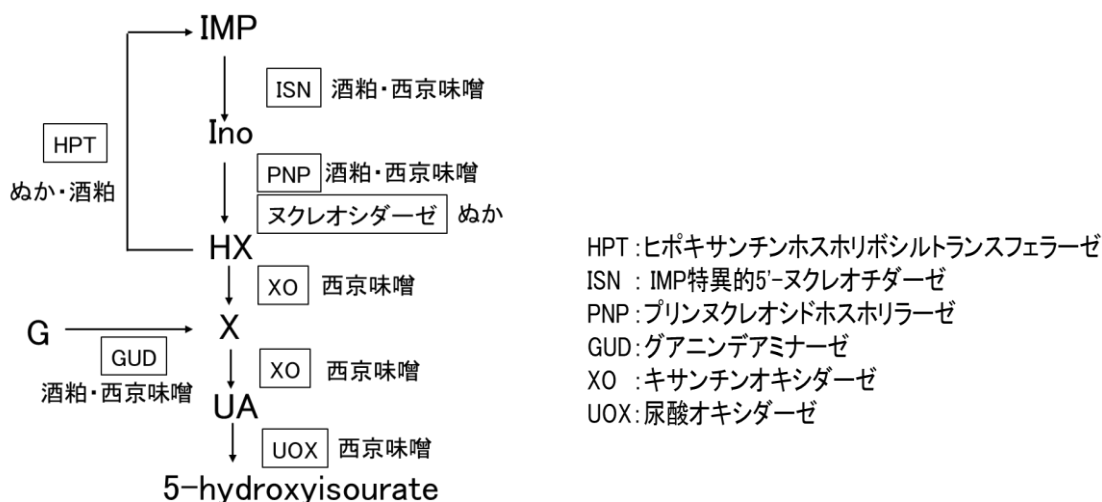 IMP
ISN 酒粕・西京味噌
Ino
HPT
ぬか・酒粕
PNP 酒粕・西京味噌
ヌクレオシダーゼ ぬか
HX
XO 西京味噌
G
X
GUD
酒粕・西京味噌
XO 西京味噌
UA
UOX 西京味噌
5-hydroxyisourate
HPT:ヒポキサンチンホスホリボシルトランスフェラーゼ
ISN : IMP特異的5'-ヌクレオチダーゼ
PNP:プリンヌクレオシドホスホリラーゼ
GUD:グアニンデアミナーゼ
XO :キサンチンオキシダーゼ
UOX:尿酸オキシダーゼ